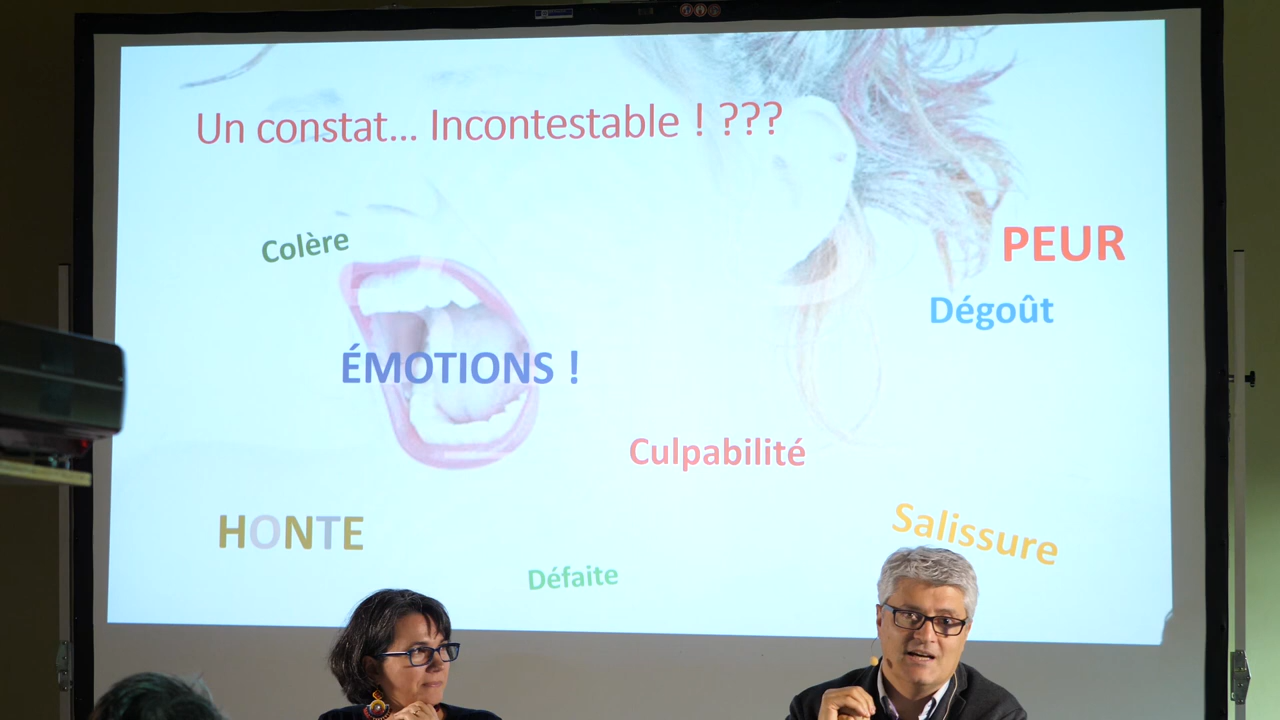 Un constat... Incontestable ! ???
Colère
PEUR
Dégoût
ÉMOTIONS !
Culpabilité
HONTE
Salissure
Défaite